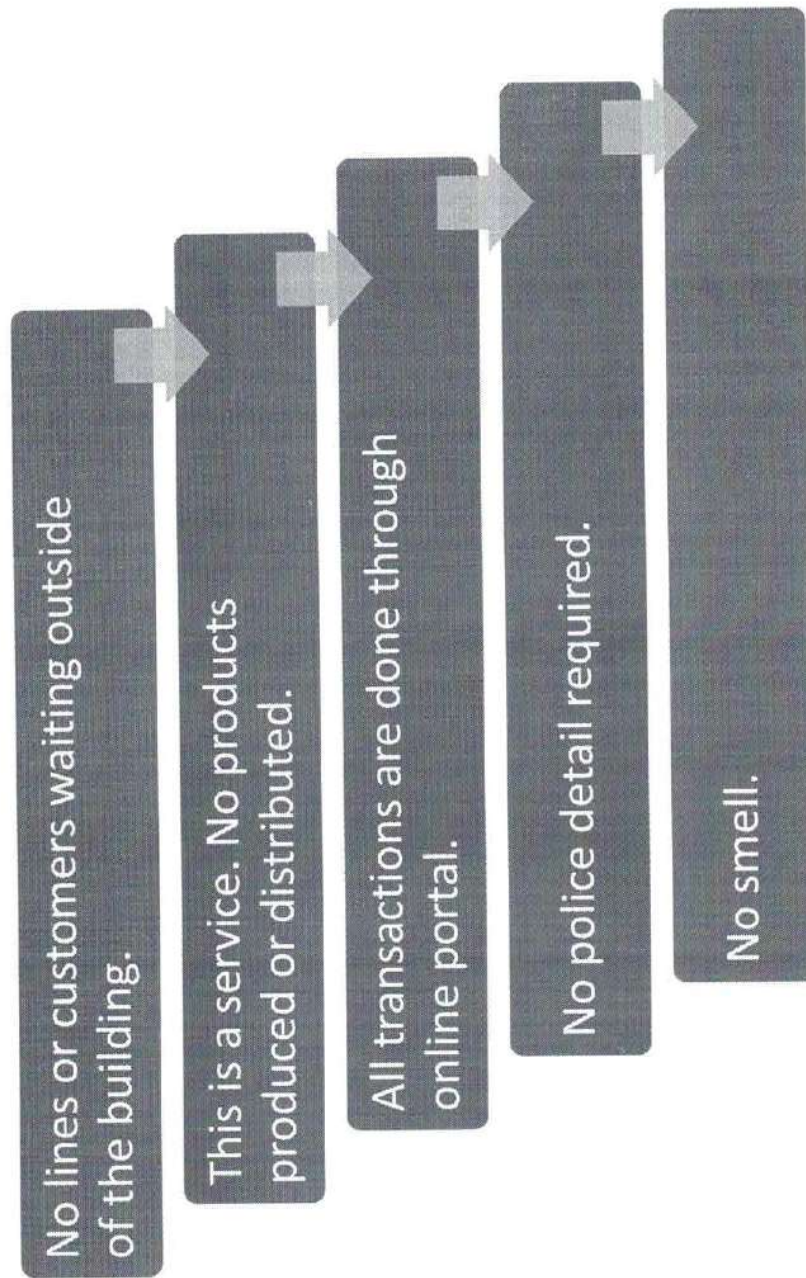 No lines or customers waiting outside
of the building.
This is a service. No products
produced or distributed.
All transactions are done through
online portal.
No police detail required.
No smell.